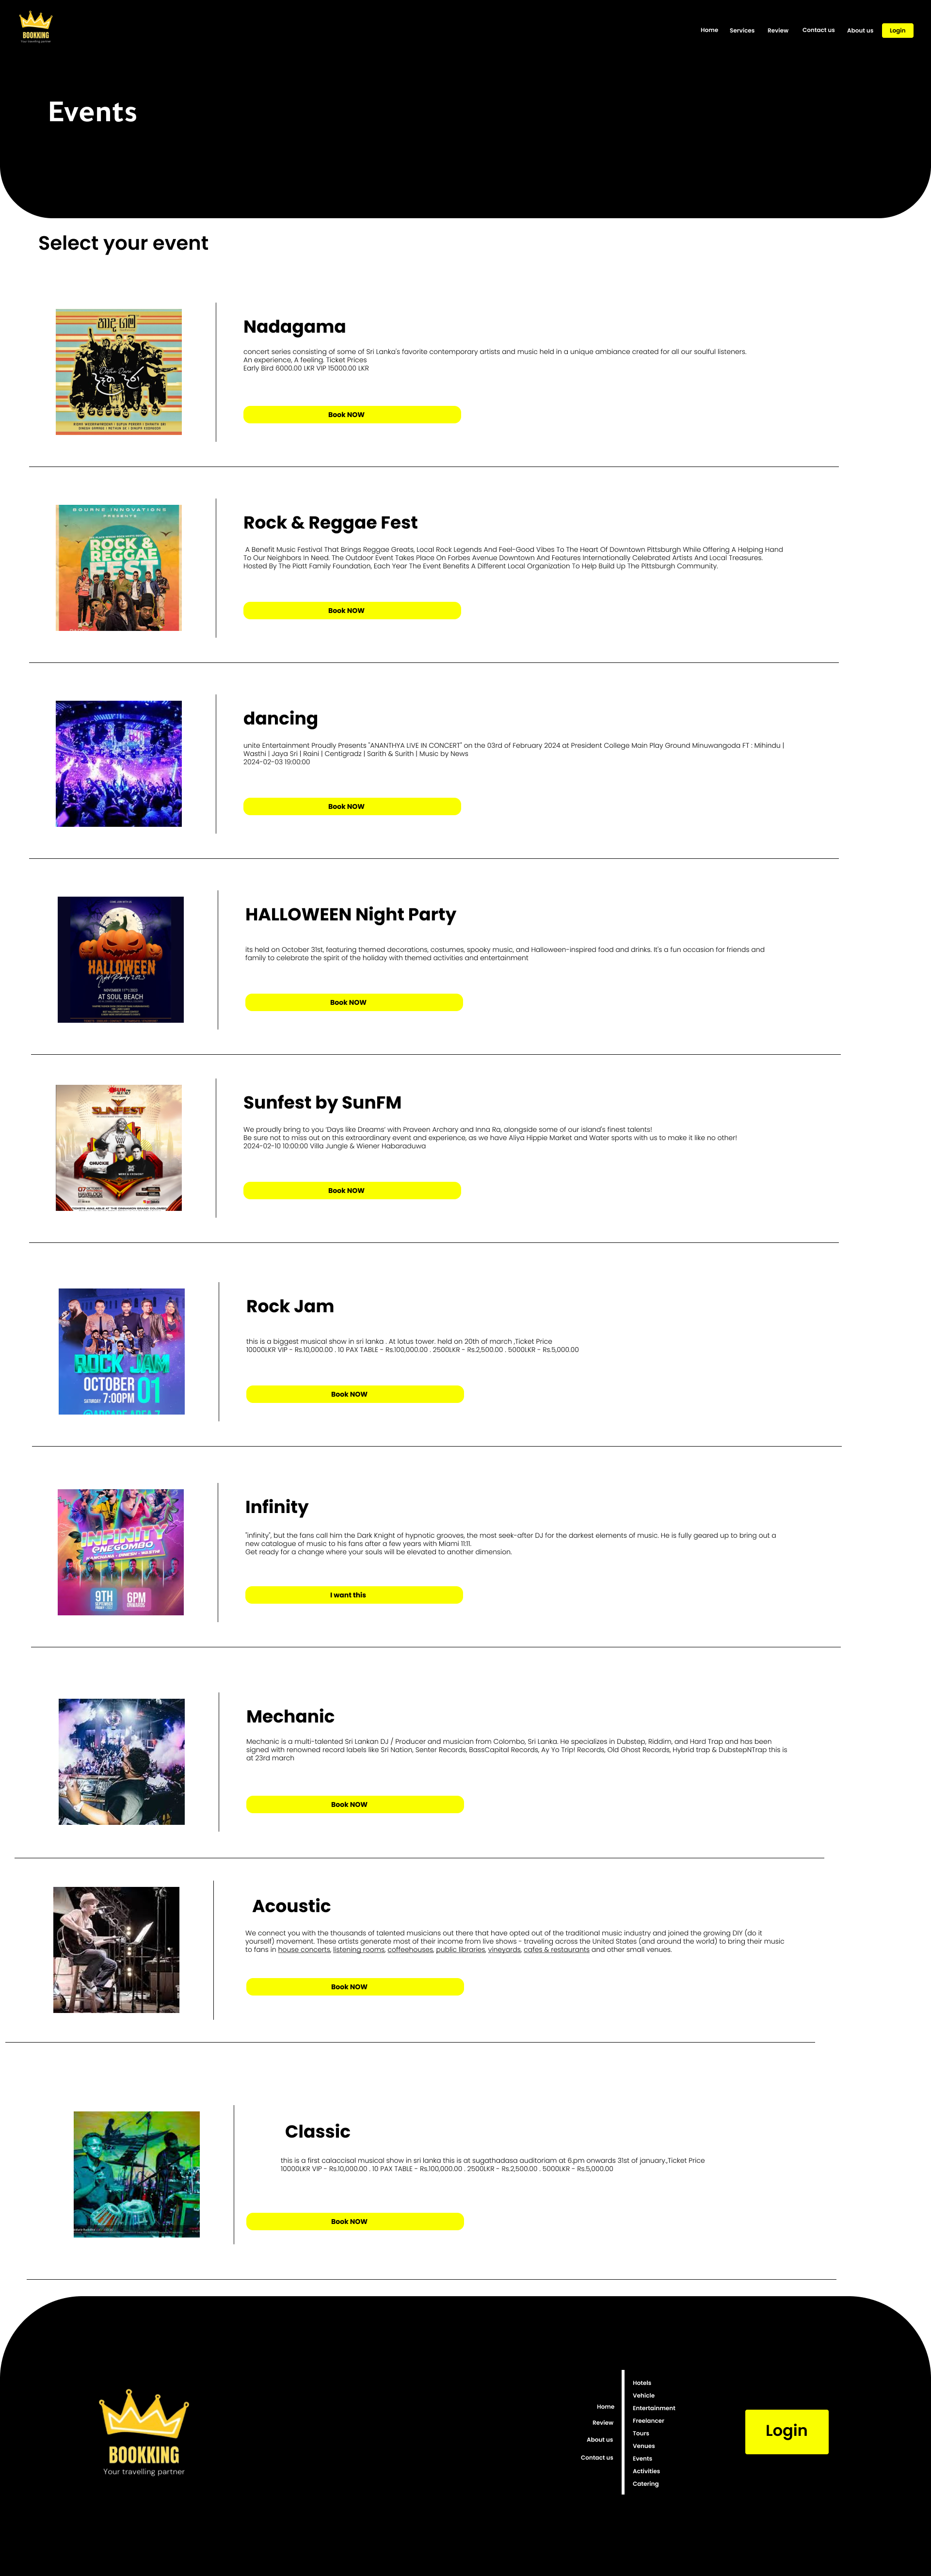 BOOKKING
Your travelling partner
Home
Services
Review
Contact us
About us
Login
Events
Select your event
Nadagama
concert series consisting of some of Sri Lanka's favorite contemporary artists and music held in a unique ambiance created for all our soulful listeners.
An experience, A feeling. Ticket Prices
Early Bird 6000.00 LKR VIP 15000.00 LKR
Book NOW
BOURNE INNOVATIONS
PRESENTS
ROCK &
REGGAE
FEST
Rock & Reggae Fest
A Benefit Music Festival That Brings Reggae Greats, Local Rock Legends And Feel-Good Vibes To The Heart Of Downtown Pittsburgh While Offering A Helping Hand
To Our Neighbors In Need. The Outdoor Event Takes Place On Forbes Avenue Downtown And Features Internationally Celebrated Artists And Local Treasures.
Hosted By The Piatt Family Foundation, Each Year The Event Benefits A Different Local Organization To Help Build Up The Pittsburgh Community.
Book NOW
dancing
unite Entertainment Proudly Presents "ANANTHYA LIVE IN CONCERT" on the 03rd of February 2024 at President College Main Play Ground Minuwangoda FT : Mihindu |
Wasthi | Jaya Sri | Raini | Centigradz | Sarith & Surith | Music by News
2024-02-03 19:00:00
Book NOW
HALLOWEEN
Night Party 2023
AT SOUL BEACH
HALLOWEEN Night Party
its held on October 31st, featuring themed decorations, costumes, spooky music, and Halloween-inspired food and drinks. It's a fun occasion for friends and
family to celebrate the spirit of the holiday with themed activities and entertainment
Book NOW
SUNFEST
CHUCKIE
Sunfest by SunFM
We proudly bring to you 'Days like Dreams' with Praveen Archary and Inna Ra, alongside some of our island's finest talents!
Be sure not to miss out on this extraordinary event and experience, as we have Aliya Hippie Market and Water sports with us to make it like no other!
2024-02-10 10:00:00 Villa Jungle & Wiener Habaraduwa
Book NOW
ROCK JAM
OCTOBER 01
SATURDAY 7:00PM
Rock Jam
this is a biggest musical show in sri lanka . At lotus tower. held on 20th of march ,Ticket Price
10000LKR VIP - Rs.10,000.00 . 10 PAX TABLE - Rs.100,000.00 . 2500LKR - Rs.2,500.00 . 5000LKR - Rs.5,000.00
Book NOW
INFINITY
@NEGOMBO
9TH
6PM
Infinity
"infinity", but the fans call him the Dark Knight of hypnotic grooves, the most seek-after DJ for the darkest elements of music. He is fully geared up to bring out a
new catalogue of music to his fans after a few years with Miami 11:11.
Get ready for a change where your souls will be elevated to another dimension.
I want this
Mechanic
Mechanic is a multi-talented Sri Lankan DJ / Producer and musician from Colombo, Sri Lanka. He specializes in Dubstep, Riddim, and Hard Trap and has been
signed with renowned record labels like Sri Nation, Senter Records, BassCapital Records, Ay Yo Trip! Records, Old Ghost Records, Hybrid trap & DubstepNTrap this is
at 23rd march
Book NOW
Acoustic
We connect you with the thousands of talented musicians out there that have opted out of the traditional music industry and joined the growing DIY (do it
yourself) movement. These artists generate most of their income from live shows - traveling across the United States (and around the world) to bring their music
to fans in house concerts, listening rooms, coffeehouses, public libraries, vineyards, cafes & restaurants and other small venues.
Book NOW
Classic
this is a first calaccisal musical show in sri lanka this is at sugathadasa auditoriam at 6.pm onwards 31st of january,.Ticket Price
10000LKR VIP - Rs.10,000.00 . 10 PAX TABLE - Rs.100,000.00 . 2500LKR - Rs.2,500.00 . 5000LKR - Rs.5,000.00
Book NOW
BOOKKING
Your travelling partner
Home
Review
About us
Contact us
Hotels
Vehicle
Entertainment
Freelancer
Tours
Venues
Events
Activities
Catering
Login